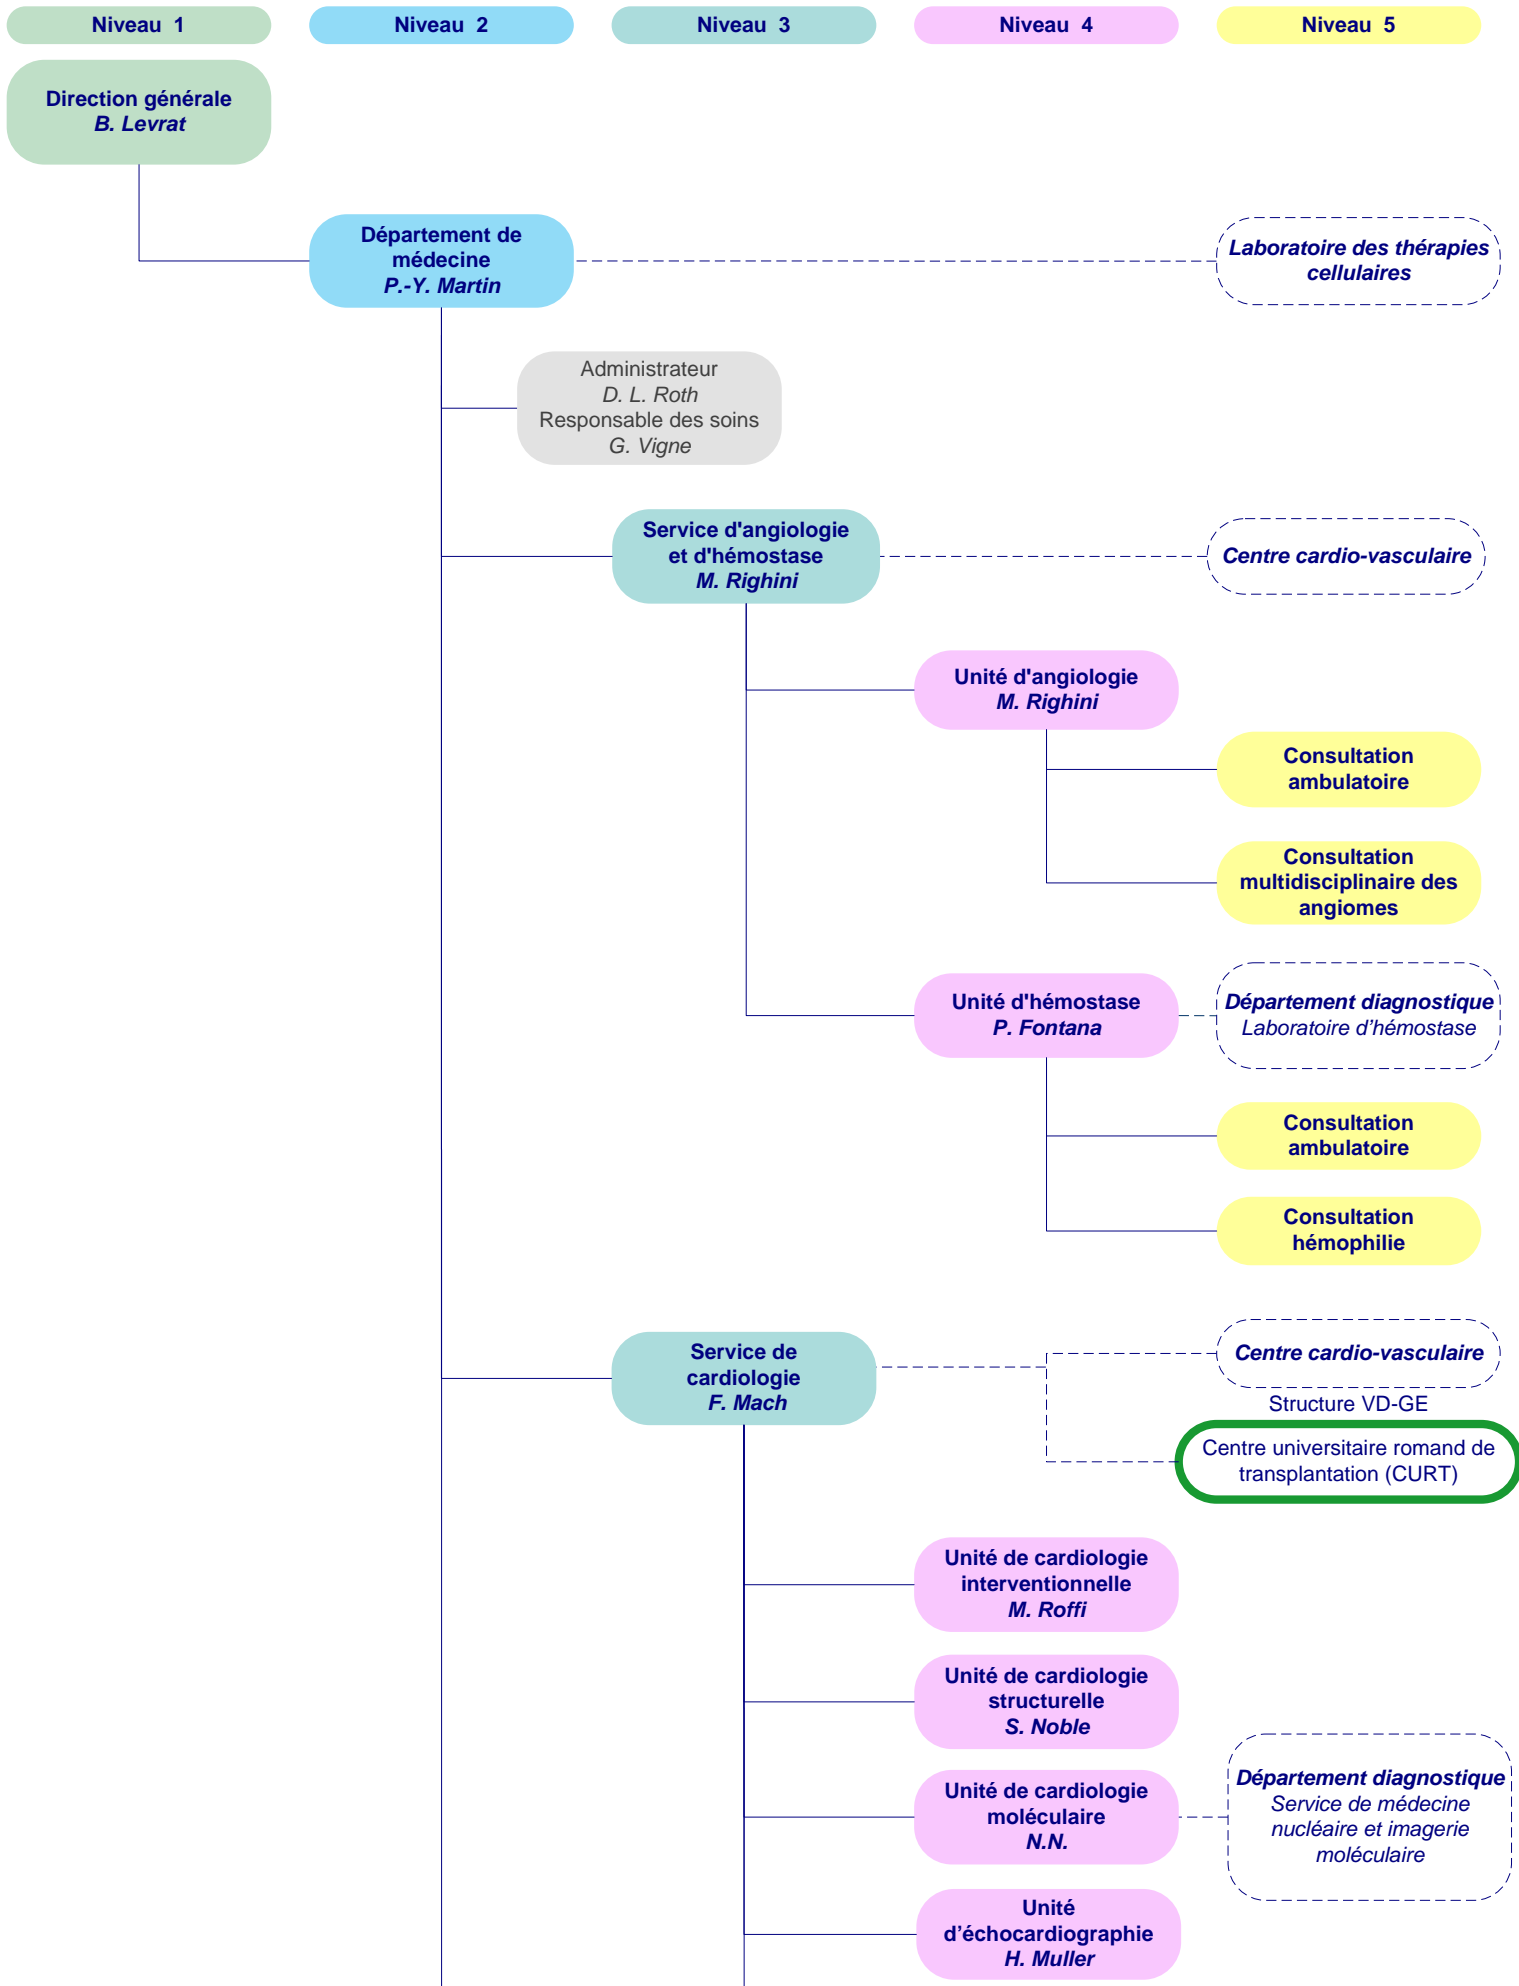 Niveau 1
Niveau 2
Niveau 3
Niveau 4
Niveau 5
Direction générale
B. Levrat
Département de
médecine
P.-Y. Martin
Laboratoire des thérapies
cellulaires
Administrateur
D. L. Roth
Responsable des soins
G. Vigne
Service d'angiologie
et d'hémostase
M. Righini
Centre cardio-vasculaire
Unité d'angiologie
M. Righini
Consultation
ambulatoire
Consultation
multidisciplinaire des
angiomes
Unité d'hémostase
P. Fontana
Département diagnostique
Laboratoire d’hémostase
Consultation
ambulatoire
Consultation
hémophilie
Service de
cardiologie
F. Mach
Centre cardio-vasculaire
Structure VD-GE
Centre universitaire romand de
transplantation (CURT)
Unité de cardiologie
interventionnelle
M. Roffi
Unité de cardiologie
structurelle
S. Noble
Unité de cardiologie
moléculaire
N.N.
Département diagnostique
Service de médecine
nucléaire et imagerie
moléculaire
Unité
d’échocardiographie
H. Muller